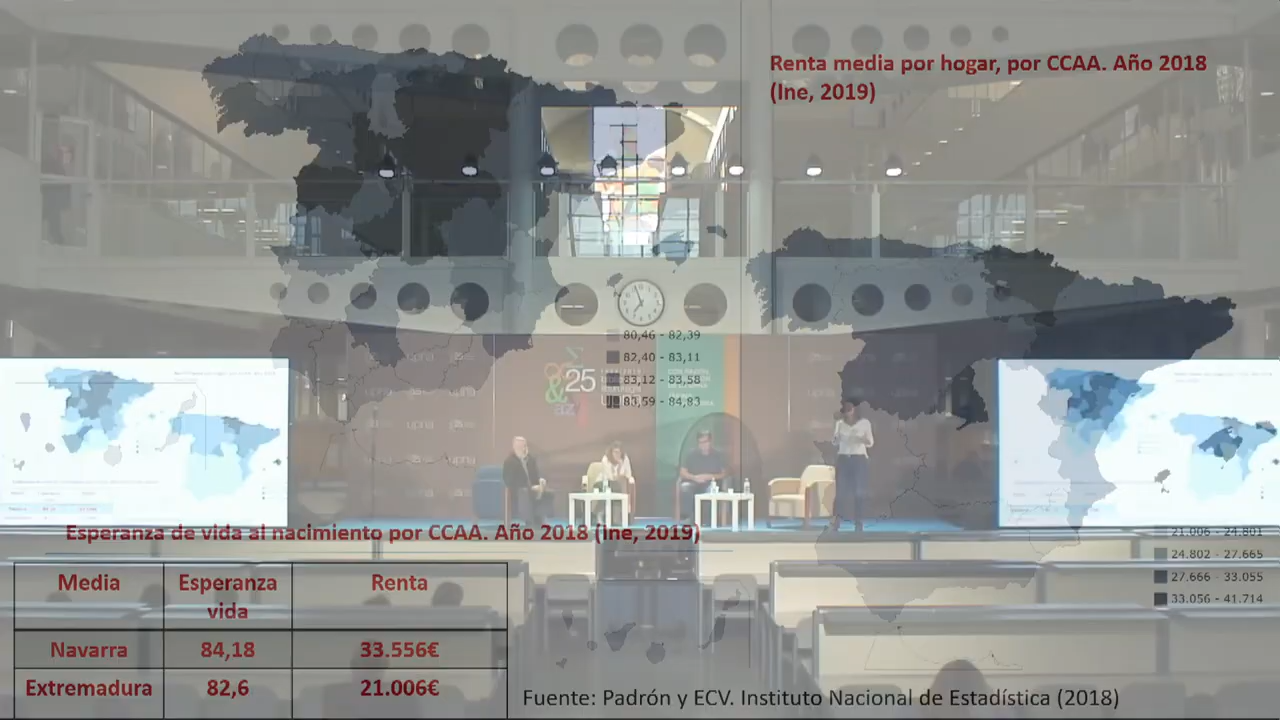 Renta media por hogar, por CCAA. Año 2018
(Ine, 2019)
80,46 - 82,39
82,40 - 83,11
83,12 - 83,58
83,59 - 84,83
25
upna
Esperanza de vida al nacimiento por CCAA. Año 2018 (ine, 2019)
21.006 - 24.801
24.802 - 27.665
27.666 - 33.055
33.056 - 41.714
Media Esperanza vida Renta
Navarra 84,18 33.556€
Extremadura 82,6 21.006€
Fuente: Padrón y ECV. Instituto Nacional de Estadística (2018)